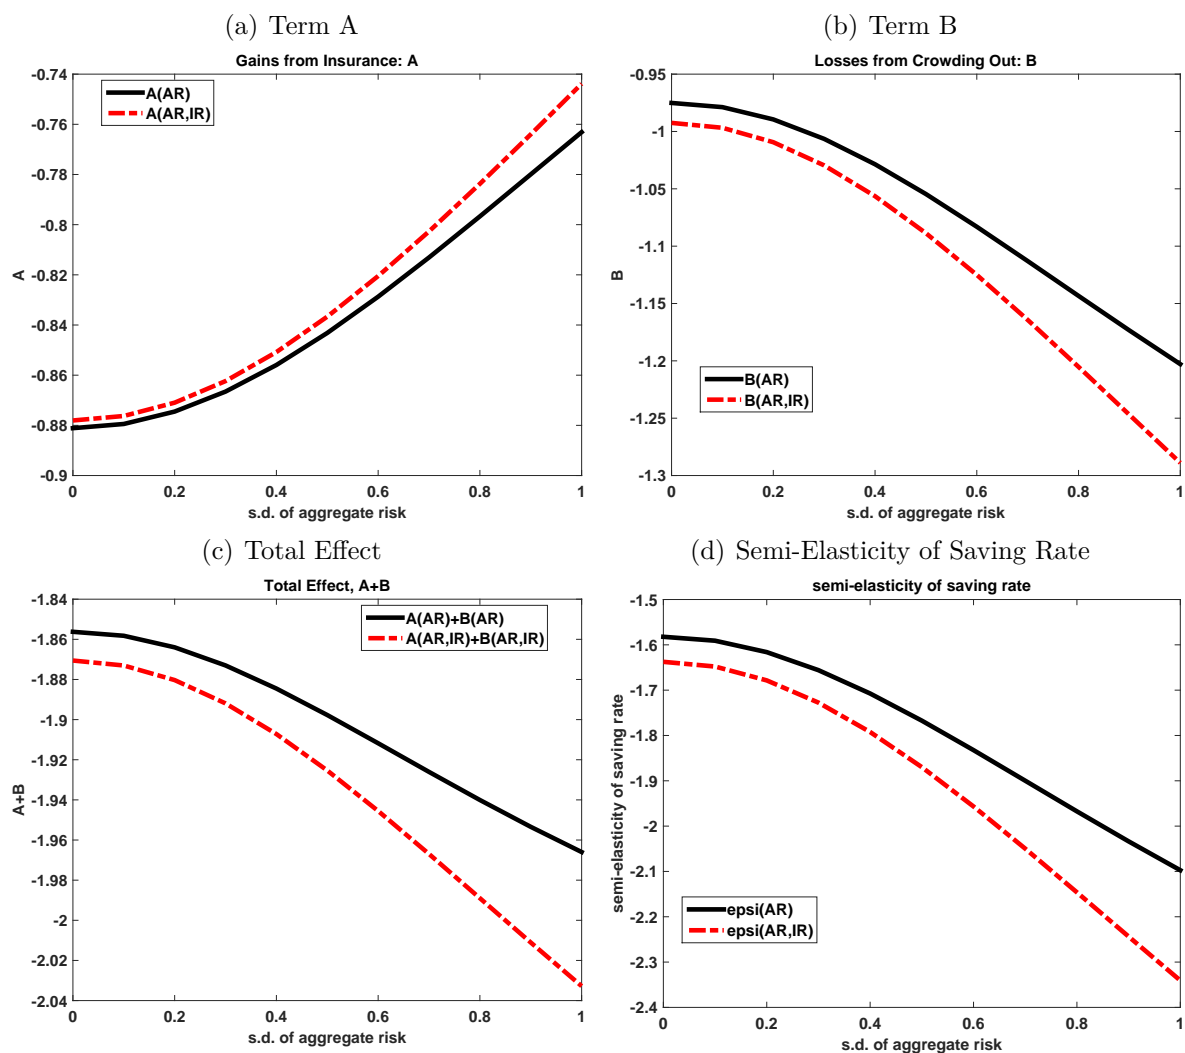 (a) Term A
Gains from Insurance: A
-0.74
-0.76
-0.78
-0.8
-0.82
-0.84
-0.86
-0.88
-0.9
A
A(AR)
A(AR,IR)
0 0.2 0.4 0.6 0.8 1
s.d. of aggregate risk
(b) Term B
Losses from Crowding Out: B
-0.95
-1
-1.05
-1.1
-1.15
-1.2
-1.25
-1.3
B
B(AR)
B(AR,IR)
0 0.2 0.4 0.6 0.8 1
s.d. of aggregate risk
(c) Total Effect
Total Effect, A+B
-1.84
-1.86
-1.88
-1.9
-1.92
-1.94
-1.96
-1.98
-2
-2.02
-2.04
A+B
A(AR)+B(AR)
A(AR,IR)+B(AR,IR)
0 0.2 0.4 0.6 0.8 1
s.d. of aggregate risk
(d) Semi-Elasticity of Saving Rate
semi-elasticity of saving rate
-1.5
-1.6
-1.7
-1.8
-1.9
-2
-2.1
-2.2
-2.3
-2.4
semi-elasticity of saving rate
epsi(AR)
epsi(AR,IR)
0 0.2 0.4 0.6 0.8 1
s.d. of aggregate risk